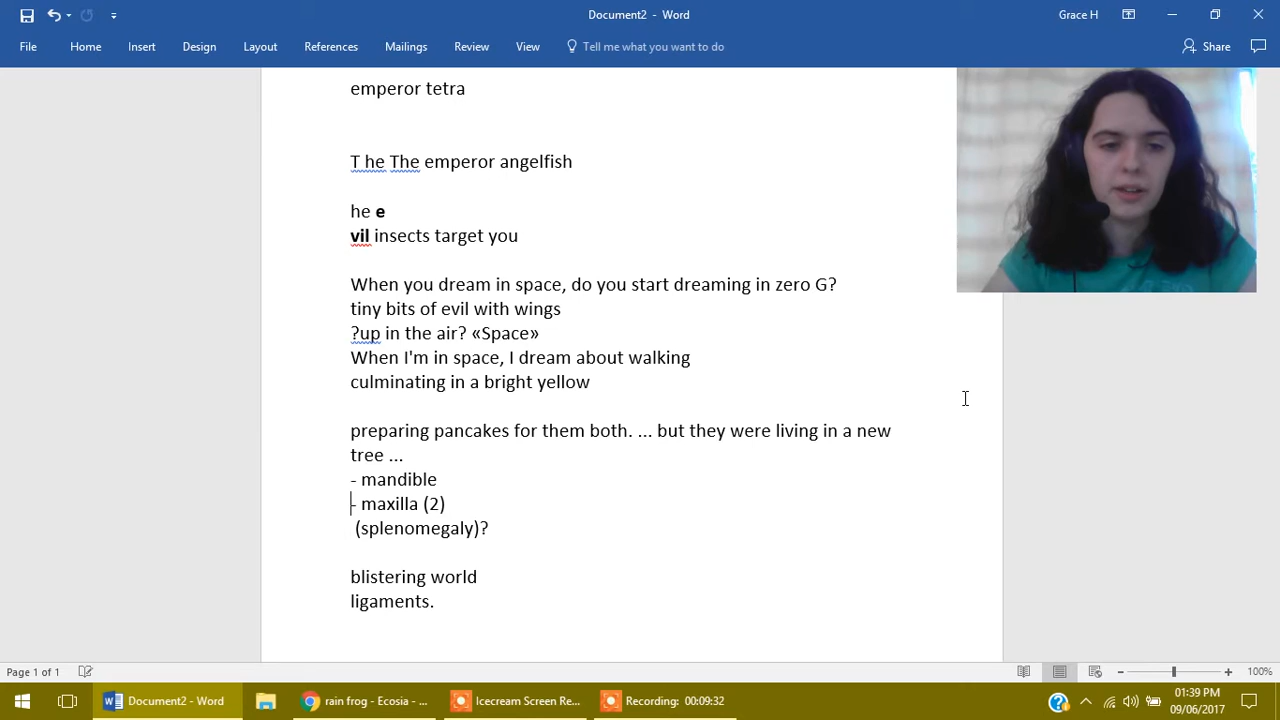 Document2 - Word
Grace H
File Home Insert Design Layout References Mailings Review View Tell me what you want to do Share
emperor tetra
T he The emperor angelfish
he e
vil insects target you
When you dream in space, do you start dreaming in zero G?
tiny bits of evil with wings
?up in the air? «Space»
When I'm in space, I dream about walking
culminating in a bright yellow
preparing pancakes for them both. ... but they were living in a new
tree ...
- mandible
- maxilla (2)
(splenomegaly)?
blistering world
ligaments.
Page 1 of 1
100%
Document2 - Word
rain frog - Ecosia - ...
Icecream Screen Re...
Recording: 00:09:32
01:39 PM
09/06/2017